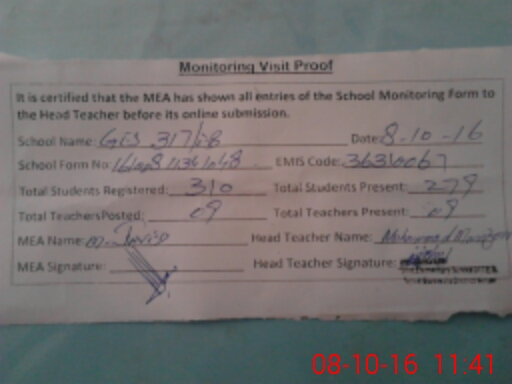 Monitoring Visit Proof
It is certified that the MEA has shown all entries of the School Monitoring Form to
the Head Teacher before its online submission.
School Name: GES 317/EB Date: 8-10-16
School Form No: EMIS Code: 36310067
Total Students Registered: 310 Total Students Present: 279
Total Teachers Posted: 09 Total Teachers Present: 09
MEA Name: Head Teacher Name: Mohammad
MEA Signature: Head Teacher Signature:
08-10-16 11:41